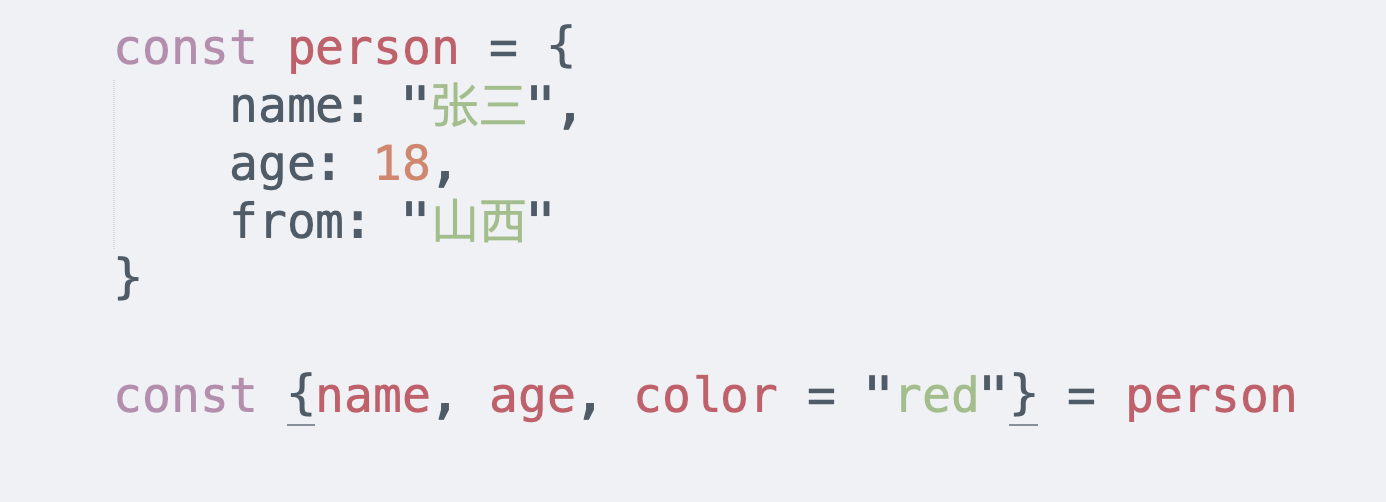 const person = {
    name: "张三",
    age: 18,
    from: "山西"
}
const {name, age, color = "red"} = person